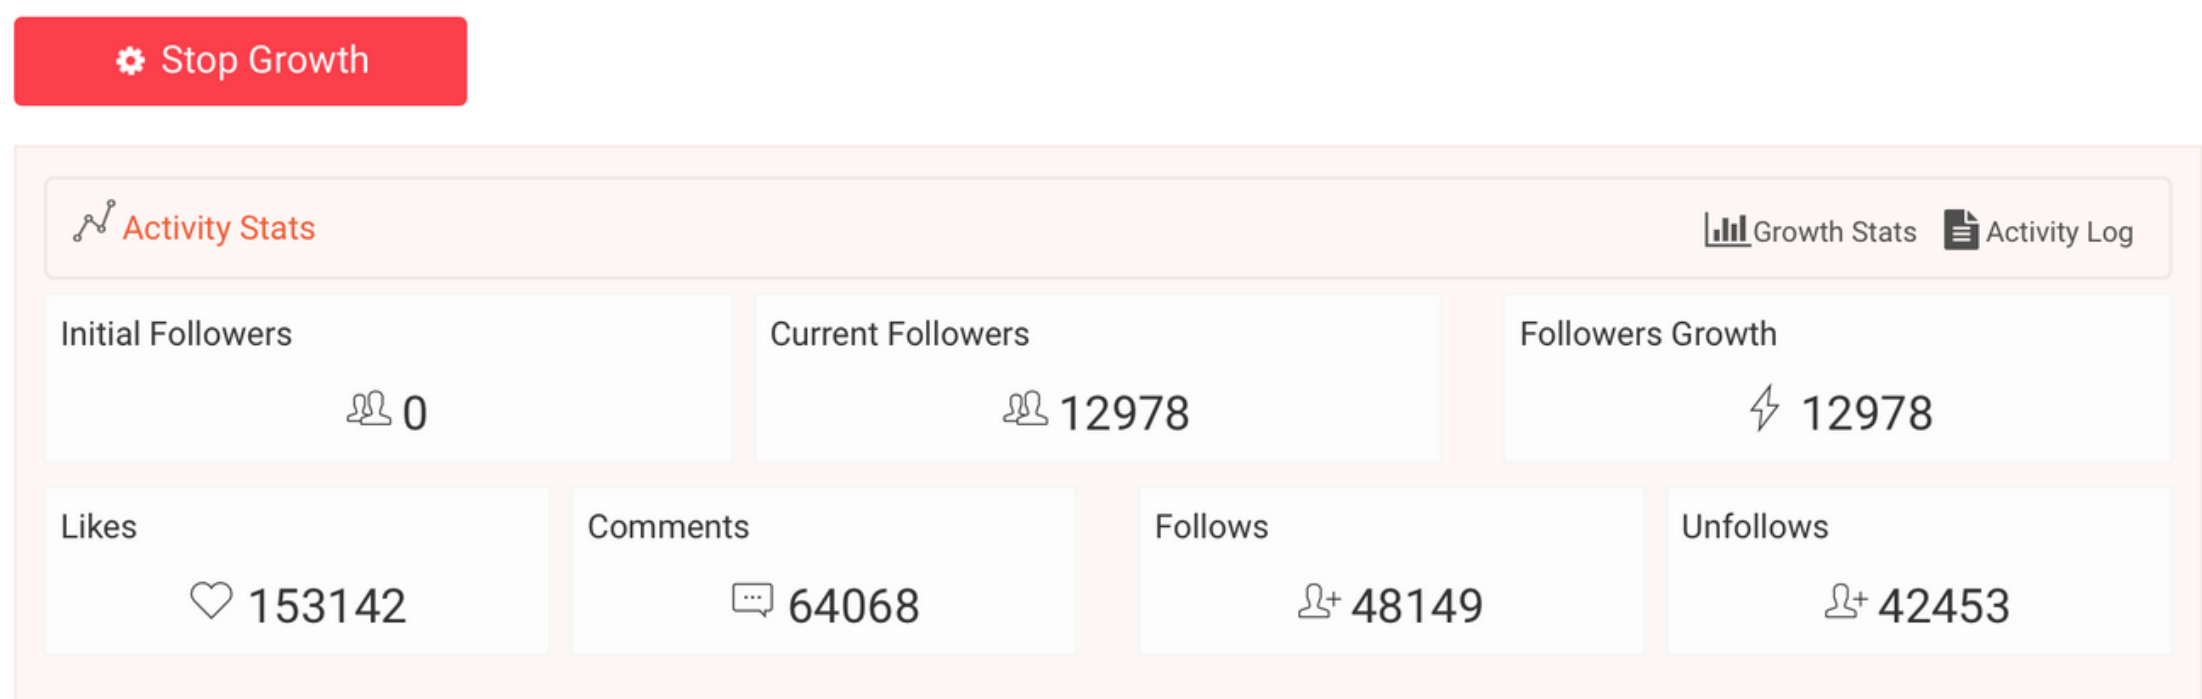 Stop Growth
Activity Stats
Growth Stats Activity Log
Initial Followers
0
Current Followers
12978
Followers Growth
12978
Likes
153142
Comments
64068
Follows
48149
Unfollows
42453